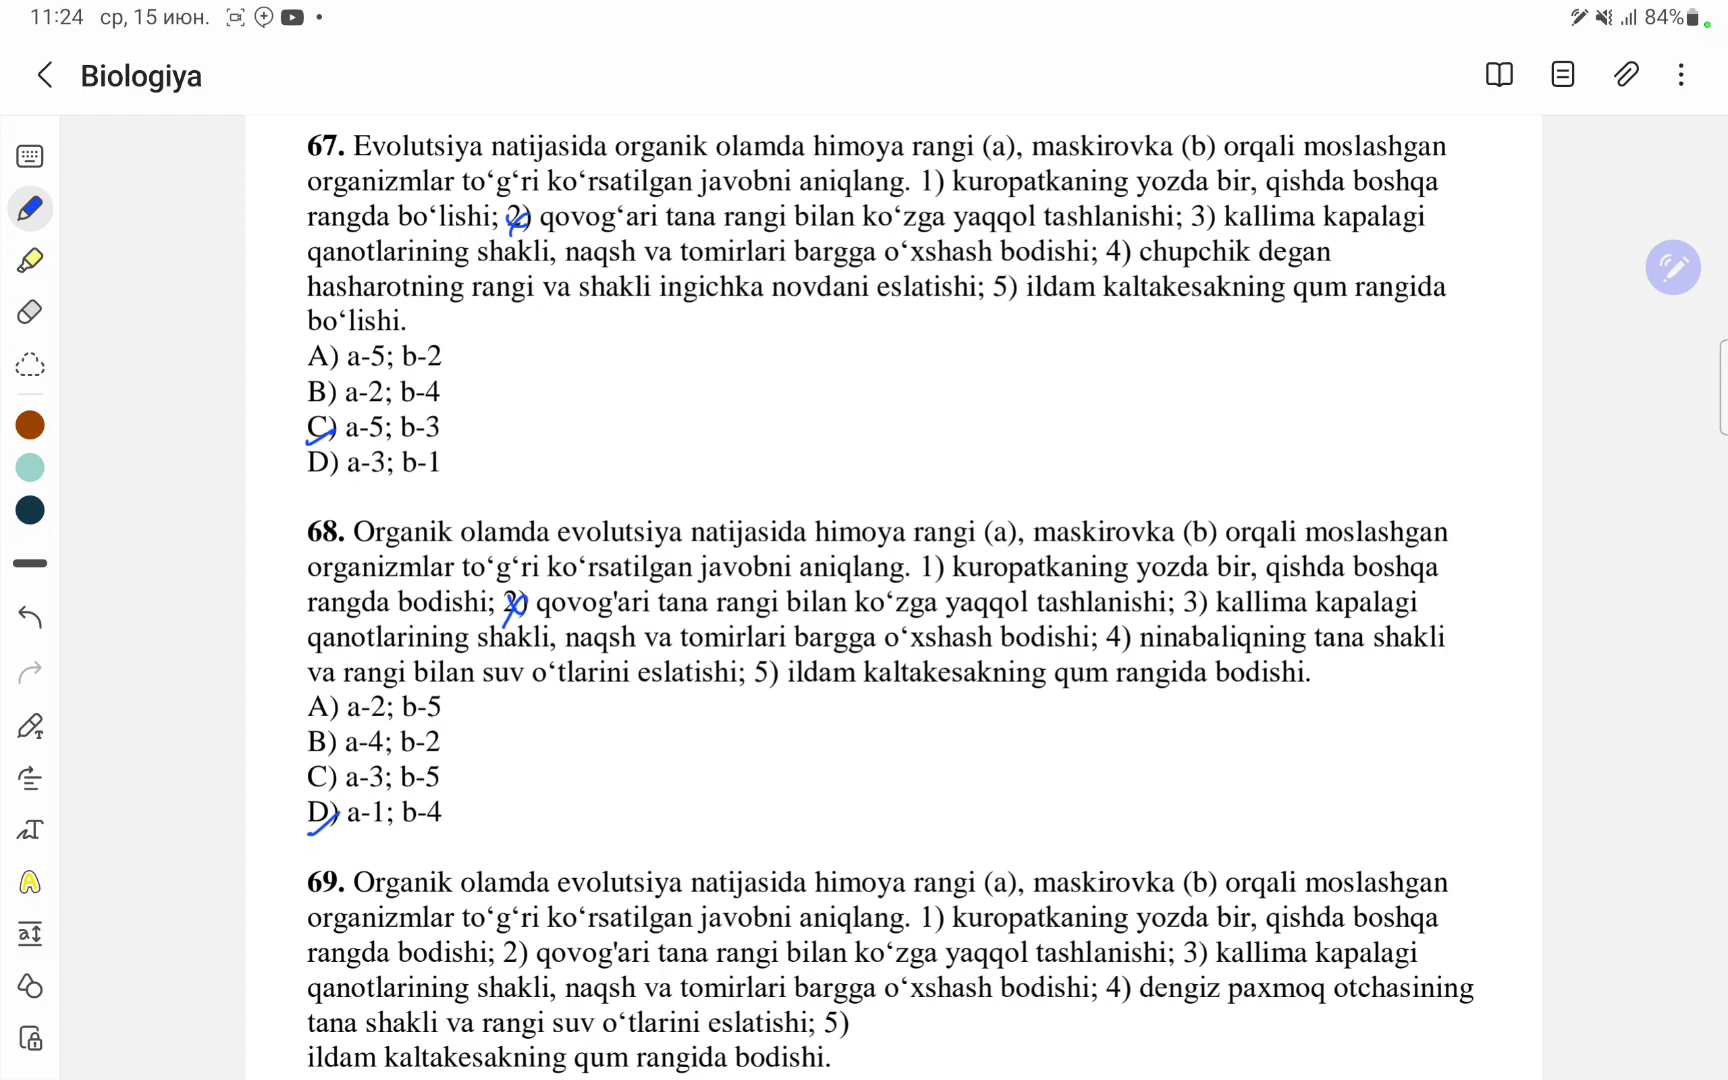 11:24 ср, 15 июн.
84%
Biologiya
67. Evolutsiya natijasida organik olamda himoya rangi (a), maskirovka (b) orqali moslashgan
organizmlar to‘g‘ri ko‘rsatilgan javobni aniqlang. 1) kuropatkaning yozda bir, qishda boshqa
rangda bo‘lishi; 2) qovog‘ari tana rangi bilan ko‘zga yaqqol tashlanishi; 3) kallima kapalagi
qanotlarining shakli, naqsh va tomirlari bargga o‘xshash bodishi; 4) chupchik degan
hasharotning rangi va shakli ingichka novdani eslatishi; 5) ildam kaltakesakning qum rangida
bo‘lishi.
A) a-5; b-2
B) a-2; b-4
C) a-5; b-3
D) a-3; b-1
68. Organik olamda evolutsiya natijasida himoya rangi (a), maskirovka (b) orqali moslashgan
organizmlar to‘g‘ri ko‘rsatilgan javobni aniqlang. 1) kuropatkaning yozda bir, qishda boshqa
rangda bodishi; 2) qovog'ari tana rangi bilan ko‘zga yaqqol tashlanishi; 3) kallima kapalagi
qanotlarining shakli, naqsh va tomirlari bargga o‘xshash bodishi; 4) ninabaliqning tana shakli
va rangi bilan suv o‘tlarini eslatishi; 5) ildam kaltakesakning qum rangida bodishi.
A) a-2; b-5
B) a-4; b-2
C) a-3; b-5
D) a-1; b-4
69. Organik olamda evolutsiya natijasida himoya rangi (a), maskirovka (b) orqali moslashgan
organizmlar to‘g‘ri ko‘rsatilgan javobni aniqlang. 1) kuropatkaning yozda bir, qishda boshqa
rangda bodishi; 2) qovog'ari tana rangi bilan ko‘zga yaqqol tashlanishi; 3) kallima kapalagi
qanotlarining shakli, naqsh va tomirlari bargga o‘xshash bodishi; 4) dengiz paxmoq otchasining
tana shakli va rangi suv o‘tlarini eslatishi; 5)
ildam kaltakesakning qum rangida bodishi.